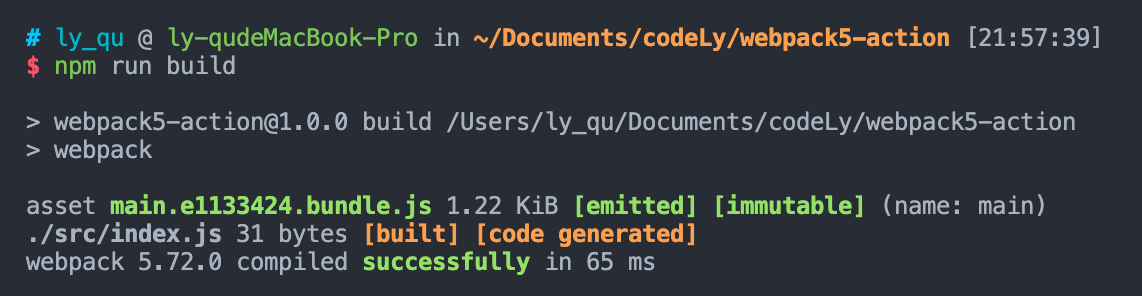 # ly_qu @ ly-qudeMacBook-Pro in ~/Documents/codeLy/webpack5-action [21:57:39]
$ npm run build
> webpack5-action@1.0.0 build /Users/ly_qu/Documents/codeLy/webpack5-action
> webpack
asset main.e1133424.bundle.js 1.22 KiB [emitted] [immutable] (name: main)
./src/index.js 31 bytes [built] [code generated]
webpack 5.72.0 compiled successfully in 65 ms